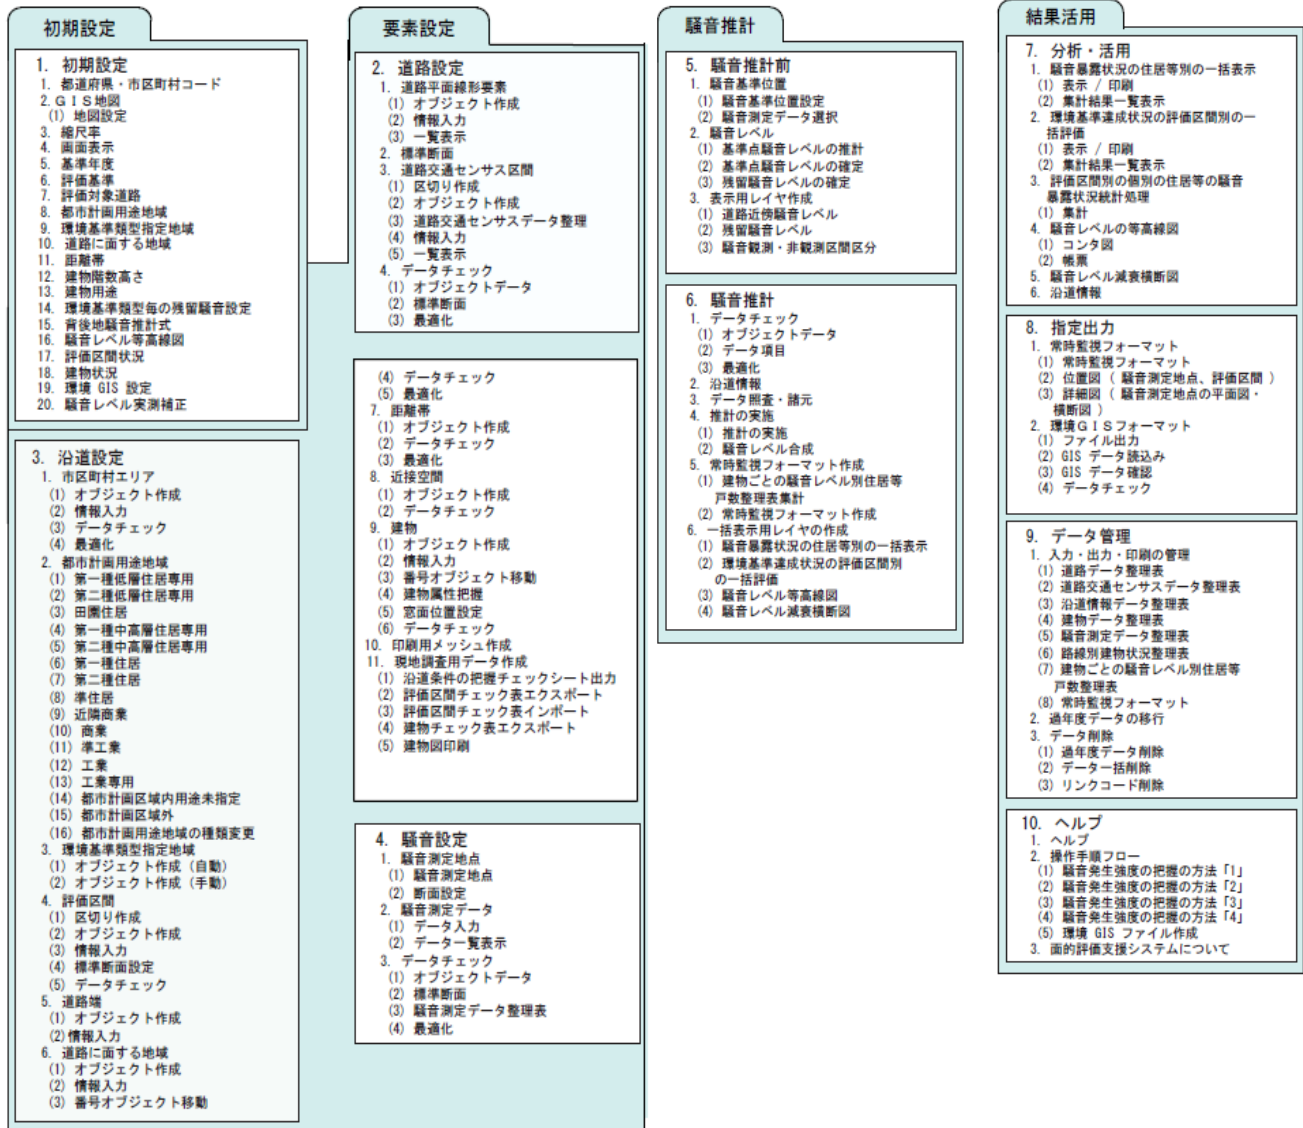 初期設定
1. 初期設定
1. 都道府県・市区町村コード
2. GIS地図
(1) 地図設定
3. 縮尺率
4. 画面表示
5. 基準年度
6. 評価基準
7. 評価対象道路
8. 都市計画用途地域
9. 環境基準類型指定地域
10. 道路に面する地域
11. 距離帯
12. 建物階数高さ
13. 建物用途
14. 環境基準類型毎の残留騒音設定
15. 背後地騒音推計式
16. 騒音レベル等高線図
17. 評価区間状況
18. 建物状況
19. 環境 GIS 設定
20. 騒音レベル実測補正
要素設定
2. 道路設定
1. 道路平面線形要素
(1) オブジェクト作成
(2) 情報入力
(3) 一覧表示
2. 標準断面
3. 道路交通センサス区間
(1) 区切り作成
(2) オブジェクト作成
(3) 道路交通センサスデータ整理
(4) 情報入力
(5) 一覧表示
4. データチェック
(1) オブジェクトデータ
(2) 標準断面
(3) 最適化
3. 沿道設定
1. 市区町村エリア
(1) オブジェクト作成
(2) 情報入力
(3) データチェック
(4) 最適化
2. 都市計画用途地域
(1) 第一種低層住居専用
(2) 第二種低層住居専用
(3) 田園住居
(4) 第一種中高層住居専用
(5) 第二種中高層住居専用
(6) 第一種住居
(7) 第二種住居
(8) 準住居
(9) 近隣商業
(10) 商業
(11) 準工業
(12) 工業
(13) 工業専用
(14) 都市計画区域内用途未指定
(15) 都市計画区域外
(16) 都市計画用途地域の種類変更
3. 環境基準類型指定地域
(1) オブジェクト作成（自動）
(2) オブジェクト作成（手動）
4. 評価区間
(1) 区切り作成
(2) オブジェクト作成
(3) 情報入力
(4) 標準断面設定
(5) データチェック
5. 道路端
(1) オブジェクト作成
(2) 情報入力
6. 道路に面する地域
(1) オブジェクト作成
(2) 情報入力
(3) 番号オブジェクト移動
(4) データチェック
(5) 最適化
7. 距離帯
(1) オブジェクト作成
(2) データチェック
(3) 最適化
8. 近接空間
(1) オブジェクト作成
(2) データチェック
9. 建物
(1) オブジェクト作成
(2) 情報入力
(3) 番号オブジェクト移動
(4) 建物属性把握
(5) 窓面位置設定
(6) データチェック
10. 印刷用メッシュ作成
11. 現地調査用データ作成
(1) 沿道条件の把握チェックシート出力
(2) 評価区間チェック表エクスポート
(3) 評価区間チェック表インポート
(4) 建物チェック表エクスポート
(5) 建物図印刷
4. 騒音設定
1. 騒音測定地点
(1) 騒音測定地点
(2) 断面設定
2. 騒音測定データ
(1) データ入力
(2) データ一覧表示
3. データチェック
(1) オブジェクトデータ
(2) 標準断面
(3) 騒音測定データ整理表
(4) 最適化
騒音推計
5. 騒音推計前
1. 騒音基準位置
(1) 騒音基準位置設定
(2) 騒音測定データ選択
2. 騒音レベル
(1) 基準点騒音レベルの推計
(2) 基準点騒音レベルの確定
(3) 残留騒音レベルの確定
3. 表示用レイヤ作成
(1) 道路近傍騒音レベル
(2) 残留騒音レベル
(3) 騒音観測・非観測区間区分
6. 騒音推計
1. データチェック
(1) オブジェクトデータ
(2) データ項目
(3) 最適化
2. 沿道情報
3. データ照査・諸元
4. 推計の実施
(1) 推計の実施
(2) 騒音レベル合成
5. 常時監視フォーマット作成
(1) 建物ごとの騒音レベル別住居等
戸数整理表集計
(2) 常時監視フォーマット作成
6. 一括表示用レイヤの作成
(1) 騒音暴露状況の住居等別の一括表示
(2) 環境基準達成状況の評価区間別
の一括評価
(3) 騒音レベル等高線図
(4) 騒音レベル減衰横断図
結果活用
7. 分析・活用
1. 騒音暴露状況の住居等別の一括表示
(1) 表示 / 印刷
(2) 集計結果一覧表示
2. 環境基準達成状況の評価区間別の一
括評価
(1) 表示 / 印刷
(2) 集計結果一覧表示
3. 評価区間別の個別の住居等の騒音
暴露状況統計処理
(1) 集計
4. 騒音レベルの等高線図
(1) コンタ図
(2) 帳票
5. 騒音レベル減衰横断図
6. 沿道情報
8. 指定出力
1. 常時監視フォーマット
(1) 常時監視フォーマット
(2) 位置図（ 騒音測定地点、評価区間 ）
(3) 詳細図（ 騒音測定地点の平面図・
横断図 ）
2. 環境GISフォーマット
(1) ファイル出力
(2) GIS データ読込み
(3) GIS データ確認
(4) データチェック
9. データ管理
1. 入力・出力・印刷の管理
(1) 道路データ整理表
(2) 道路交通センサスデータ整理表
(3) 沿道情報データ整理表
(4) 建物データ整理表
(5) 騒音測定データ整理表
(6) 路線別建物状況整理表
(7) 建物ごとの騒音レベル別住居等
戸数整理表
(8) 常時監視フォーマット
2. 過年度データの移行
3. データ削除
(1) 過年度データ削除
(2) データ一括削除
(3) リンクコード削除
10. ヘルプ
1. ヘルプ
2. 操作手順フロー
(1) 騒音発生強度の把握の方法「1」
(2) 騒音発生強度の把握の方法「2」
(3) 騒音発生強度の把握の方法「3」
(4) 騒音発生強度の把握の方法「4」
(5) 環境 GIS ファイル作成
3. 面的評価支援システムについて